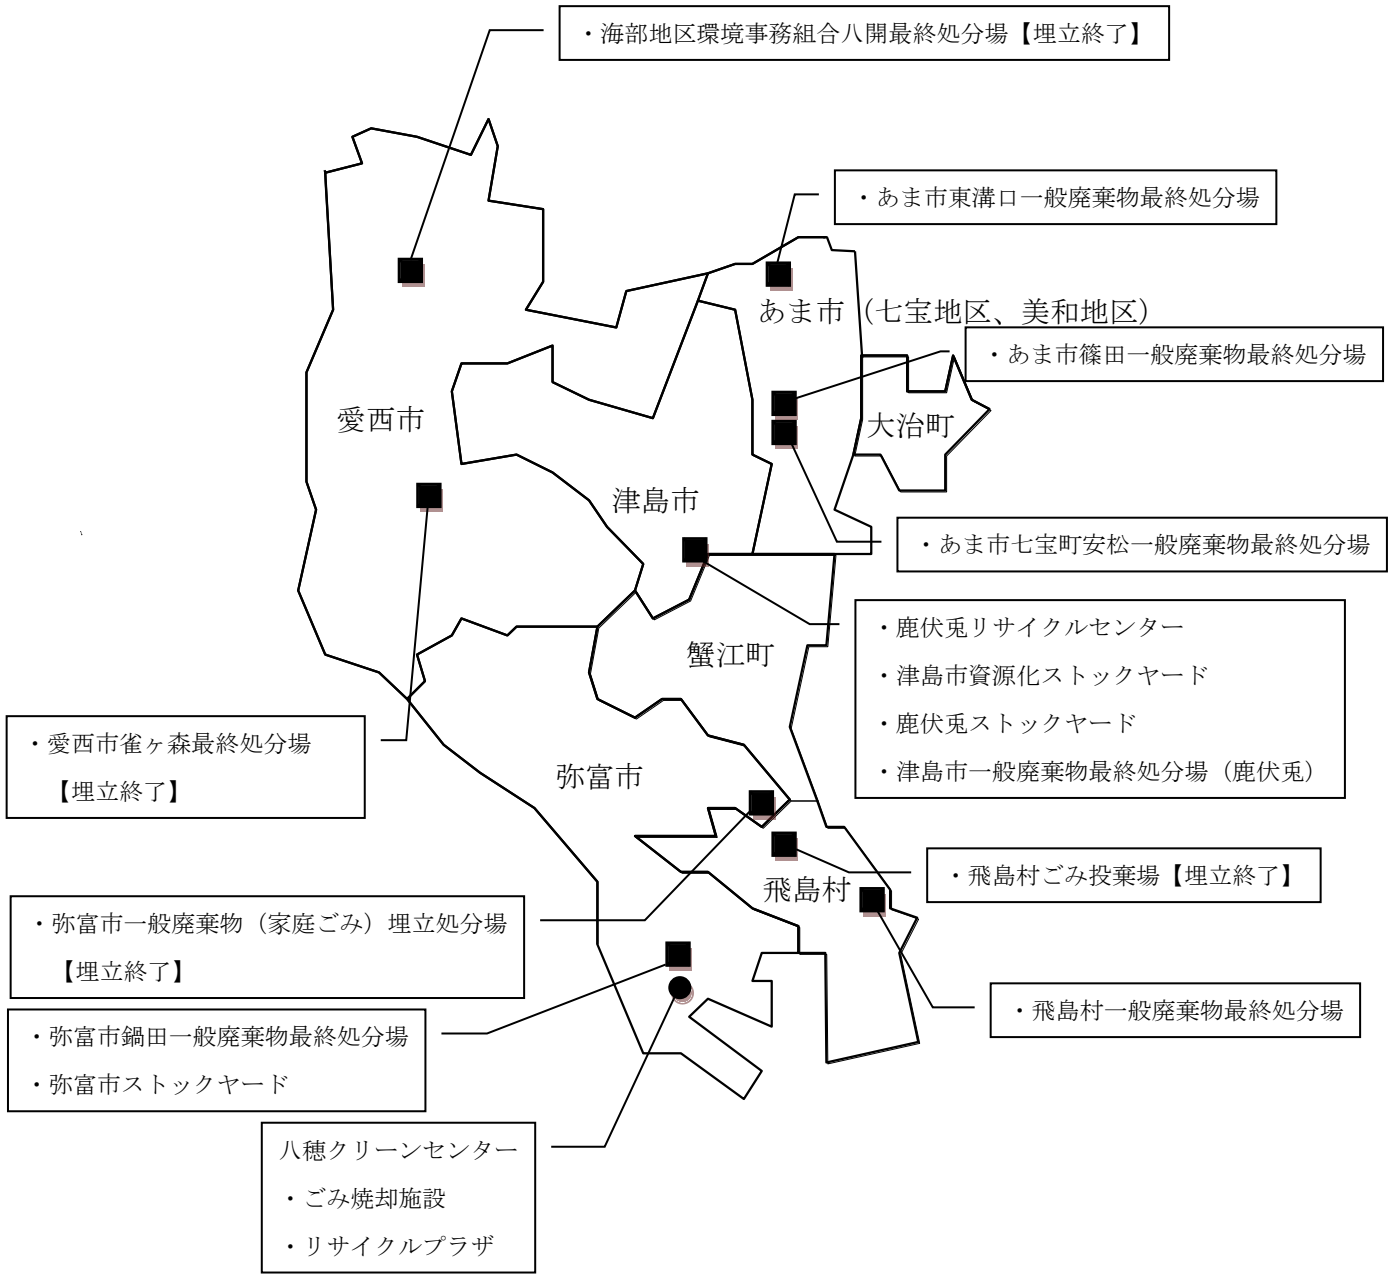 ・海部地区環境事務組合八開最終処分場【埋立終了】
・あま市東溝口一般廃棄物最終処分場
あま市（七宝地区、美和地区）
・あま市篠田一般廃棄物最終処分場
愛西市
大治町
津島市
・あま市七宝町安松一般廃棄物最終処分場
・鹿伏兎リサイクルセンター
・津島市資源化ストックヤード
・鹿伏兎ストックヤード
・津島市一般廃棄物最終処分場（鹿伏兎）
蟹江町
・愛西市雀ヶ森最終処分場
【埋立終了】
弥富市
・飛島村ごみ投棄場【埋立終了】
飛島村
・弥富市一般廃棄物（家庭ごみ）埋立処分場
【埋立終了】
・飛島村一般廃棄物最終処分場
・弥富市鍋田一般廃棄物最終処分場
・弥富市ストックヤード
八穂クリーンセンター
・ごみ焼却施設
・リサイクルプラザ